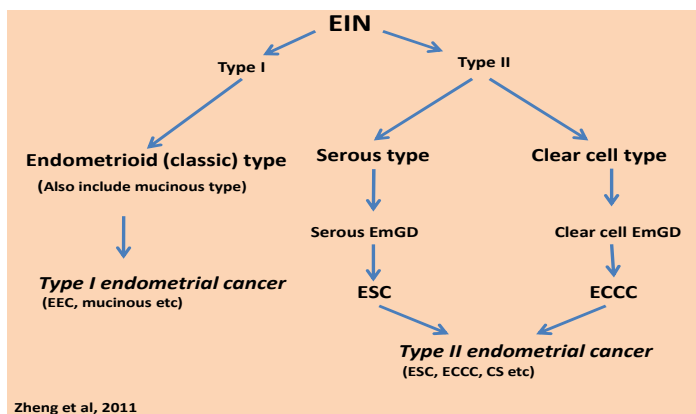 EIN
Type I
Type II
Endometrioid (classic) type
(Also include mucinous type)
Serous type
Clear cell type
Serous EmGD
Clear cell EmGD
Type I endometrial cancer
(EEC, mucinous etc)
ESC
ECCC
Type II endometrial cancer
(ESC, ECCC, CS etc)
Zheng et al, 2011